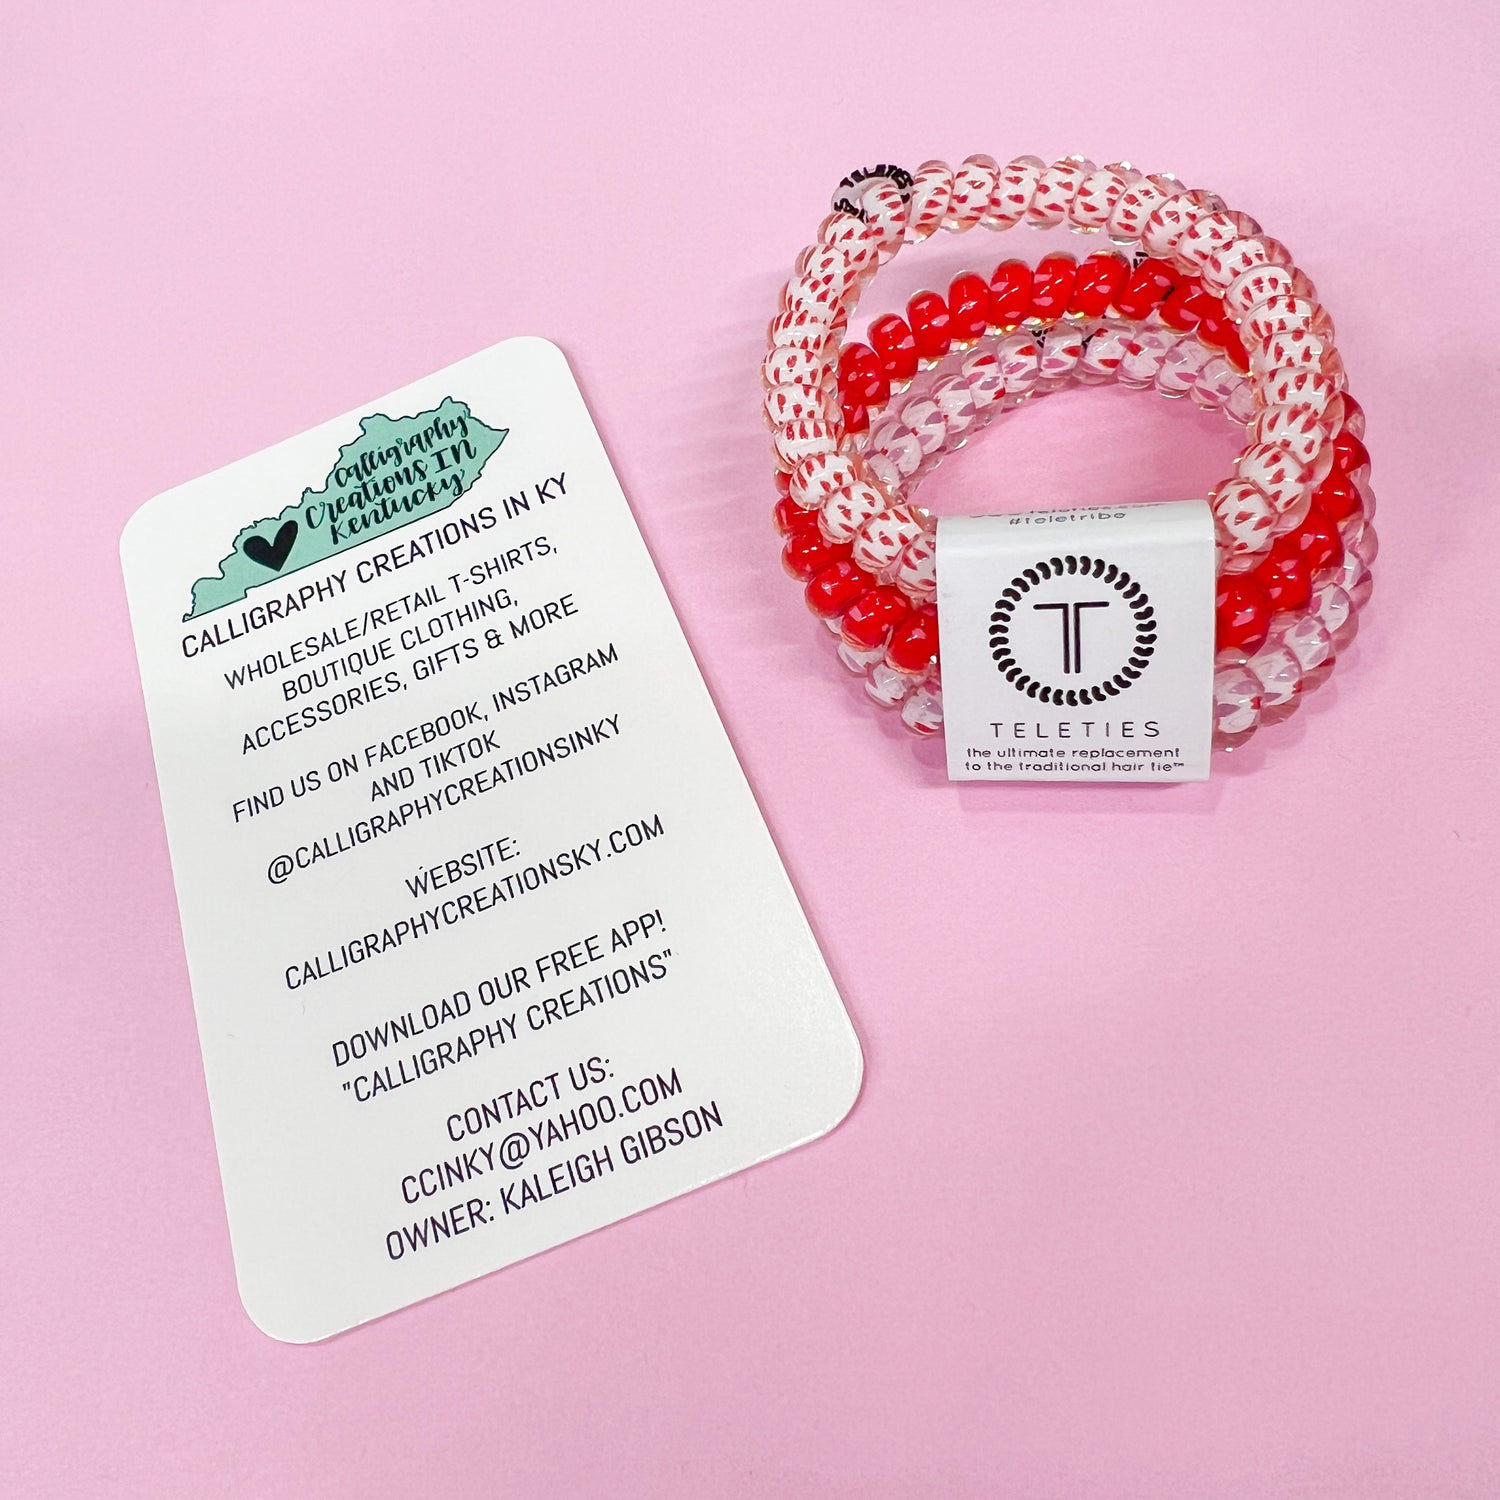 Calligraphy
Creations IN
Kentucky
CALLIGRAPHY CREATIONS IN KY
WHOLESALE/RETAIL T-SHIRTS,
BOUTIQUE CLOTHING,
ACCESSORIES, GIFTS & MORE
FIND US ON FACEBOOK, INSTAGRAM
AND TIKTOK
@CALLIGRAPHYCREATIONSINKY
WEBSITE:
CALLIGRAPHYCREATIONSKY.COM
DOWNLOAD OUR FREE APP!
"CALLIGRAPHY CREATIONS"
CONTACT US:
CCINKY@YAHOO.COM
OWNER: KALEIGH GIBSON
TELETIES
#teletribe
T
TELETIES
the ultimate replacement
to the traditional hair tie™